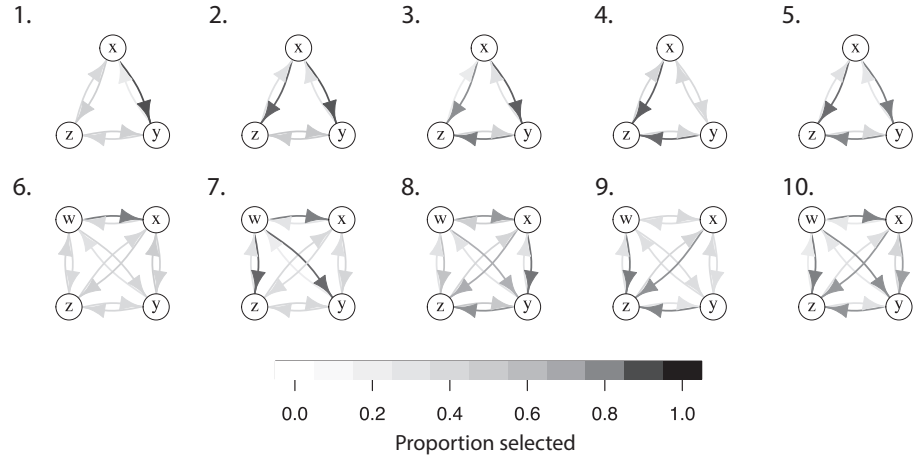 1. 2. 3. 4. 5.
x x x x x
z y z y z y z y z y
6. 7. 8. 9. 10.
w x w x w x w x w x
z y z y z y z y z y
0.0 0.2 0.4 0.6 0.8 1.0
Proportion selected